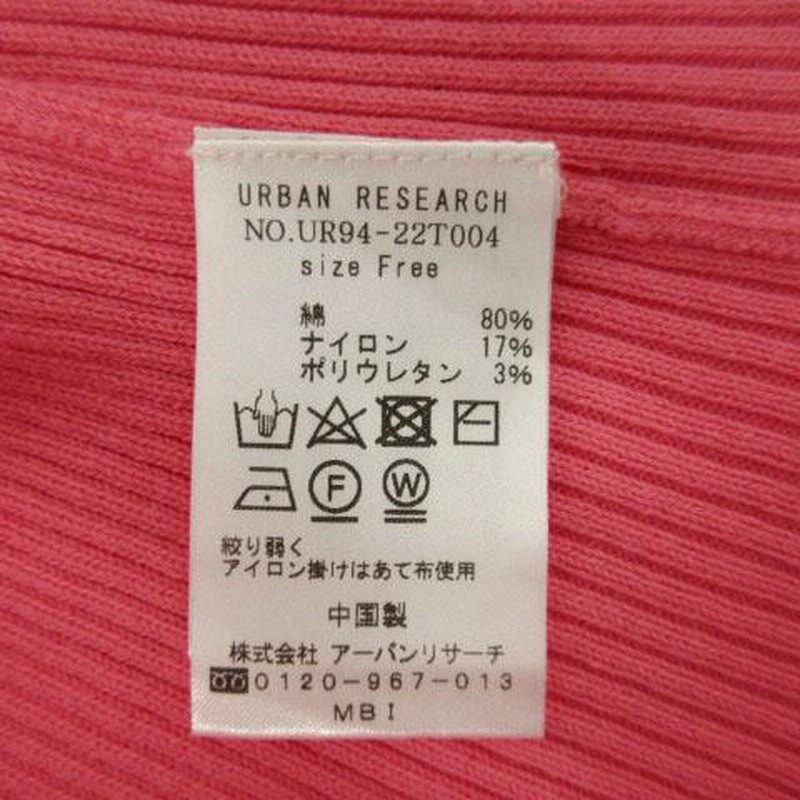 URBAN RESEARCH
NO.UR94-22T004
size Free
綿 80%
ナイロン 17%
ポリウレタン 3%
F W
絞り弱く
アイロン掛けはあて布使用
中国製
株式会社 アーバンリサーチ
0120-967-013
MBI